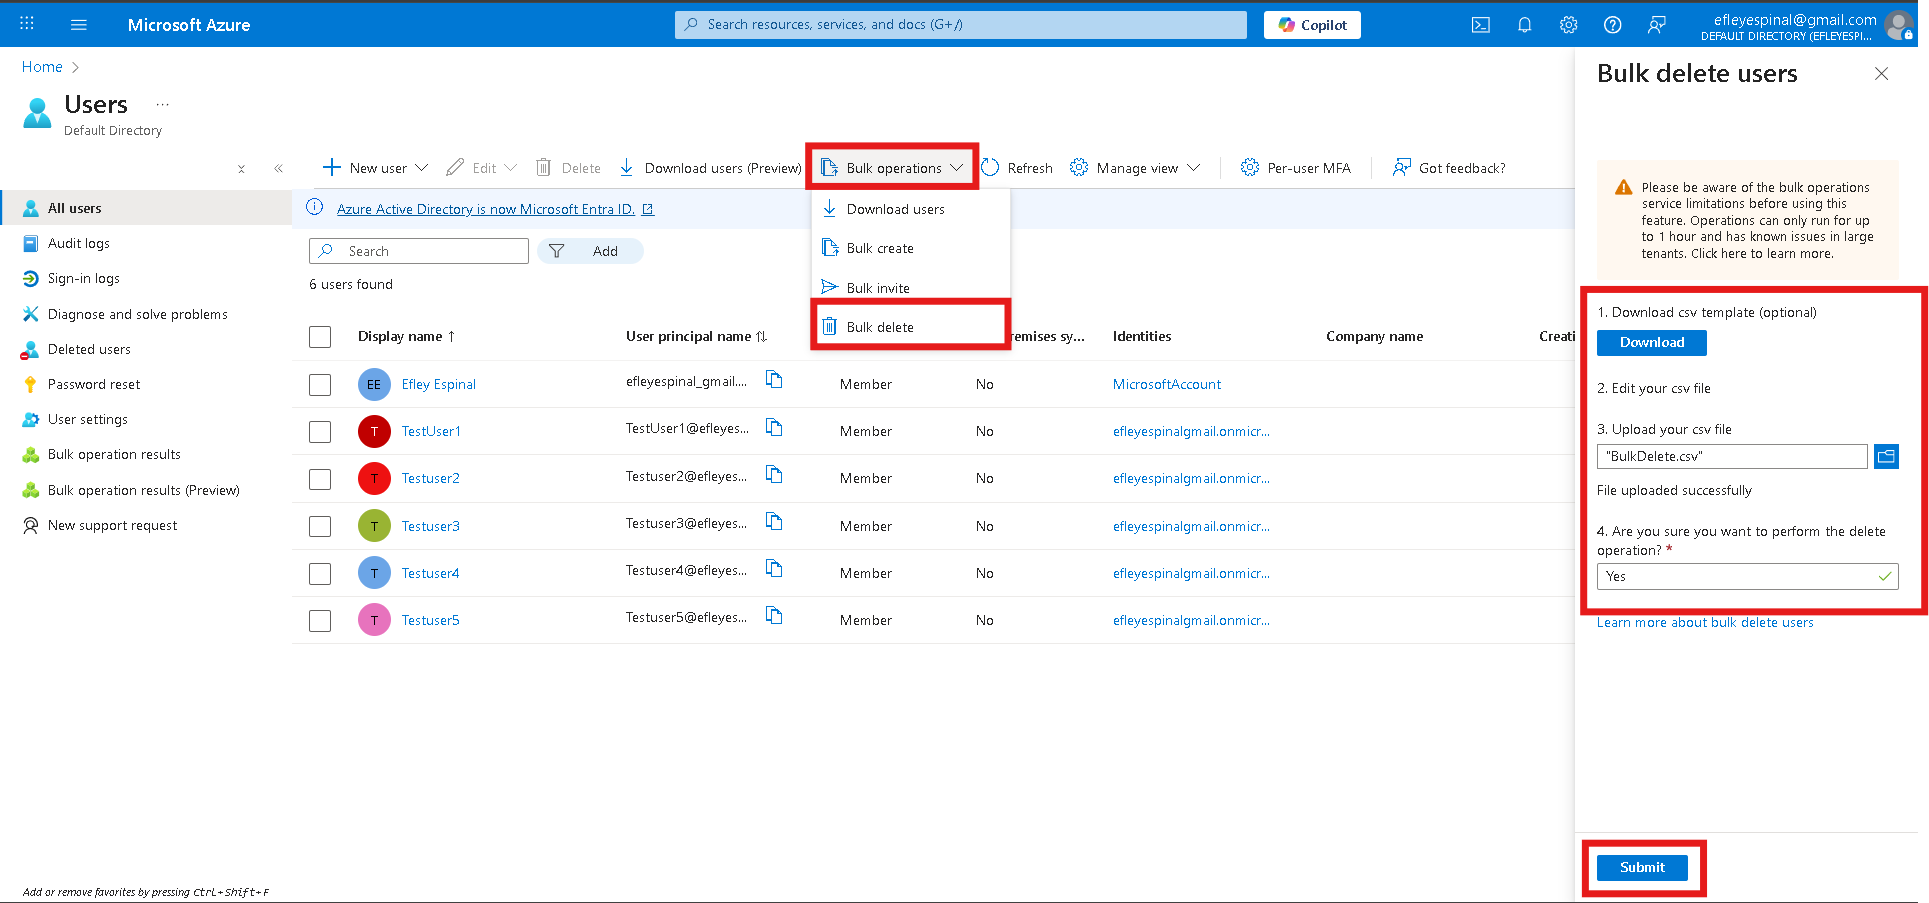 Microsoft Azure
Search resources, services, and docs (G+/)
Copilot
efleyespinal@gmail.com
DEFAULT DIRECTORY (EFLEYESPI...
Home
Users
...
Default Directory
New user
Edit
Delete
Download users (Preview)
Bulk operations
Refresh
Manage view
Per-user MFA
Got feedback?
All users
Audit logs
Sign-in logs
Diagnose and solve problems
Deleted users
Password reset
User settings
Bulk operation results
Bulk operation results (Preview)
New support request
Add or remove favorites by pressing Ctrl+Shift+F
Azure Active Directory is now Microsoft Entra ID.
Search
Add
6 users found
Download users
Bulk create
Bulk invite
Bulk delete
Display name ↑ User principal name ↑↓ remises sy... Identities Company name Creati
EE Efley Espinal efleyespinal_gmail.... Member No MicrosoftAccount
T TestUser1 TestUser1@efleyes... Member No efleyespinalgmail.onmicr...
T Testuser2 Testuser2@efleyes... Member No efleyespinalgmail.onmicr...
T Testuser3 Testuser3@efleyes... Member No efleyespinalgmail.onmicr...
T Testuser4 Testuser4@efleyes... Member No efleyespinalgmail.onmicr...
T Testuser5 Testuser5@efleyes... Member No efleyespinalgmail.onmicr...
Bulk delete users
Please be aware of the bulk operations
service limitations before using this
feature. Operations can only run for up
to 1 hour and has known issues in large
tenants. Click here to learn more.
1. Download csv template (optional)
Download
2. Edit your csv file
3. Upload your csv file
"BulkDelete.csv"
File uploaded successfully
4. Are you sure you want to perform the delete
operation? *
Yes
Learn more about bulk delete users
Submit